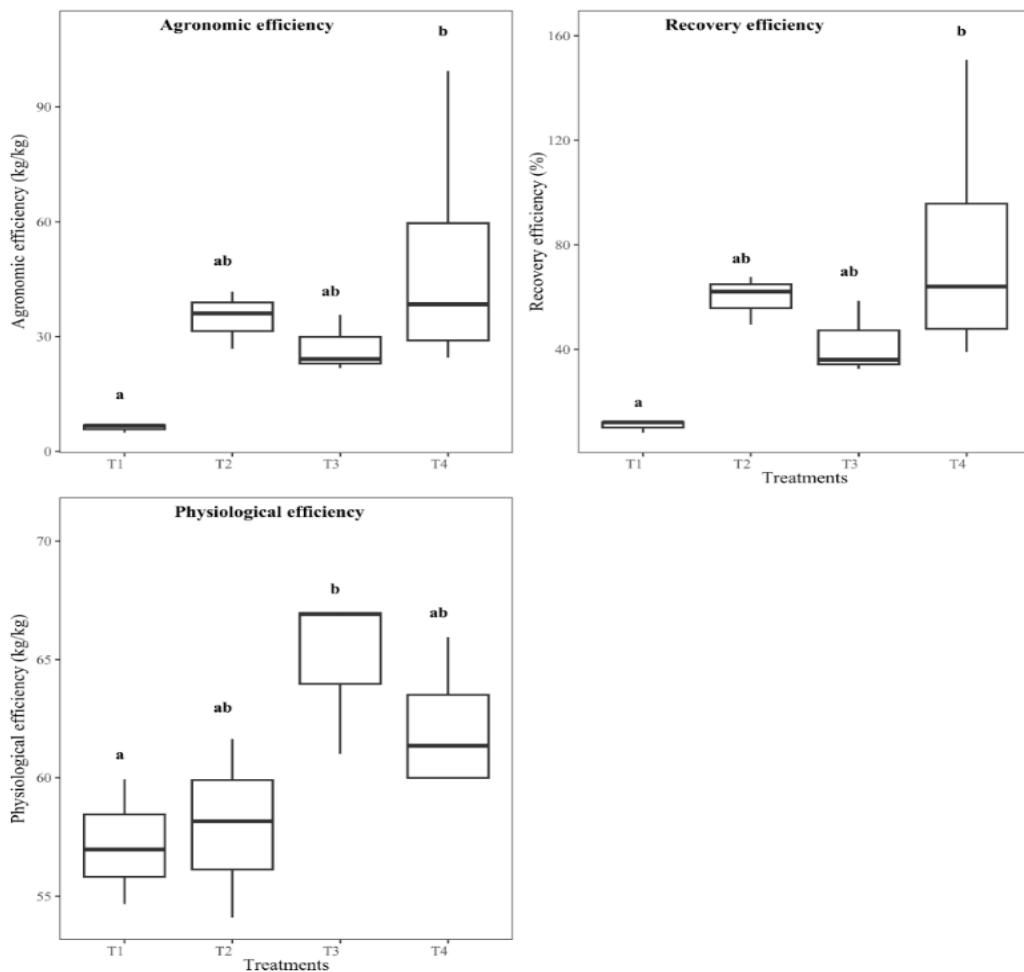 Agronomic efficiency
Agronomic efficiency (kg/kg)
90
60
30
0
a
ab
ab
b
T1
T2
T3
T4
Recovery efficiency
Recovery efficiency (%)
160
120
80
40
a
ab
ab
b
T1
T2
T3
T4
Treatments
Physiological efficiency
Physiological efficiency (kg/kg)
70
65
60
55
a
ab
b
ab
T1
T2
T3
T4
Treatments